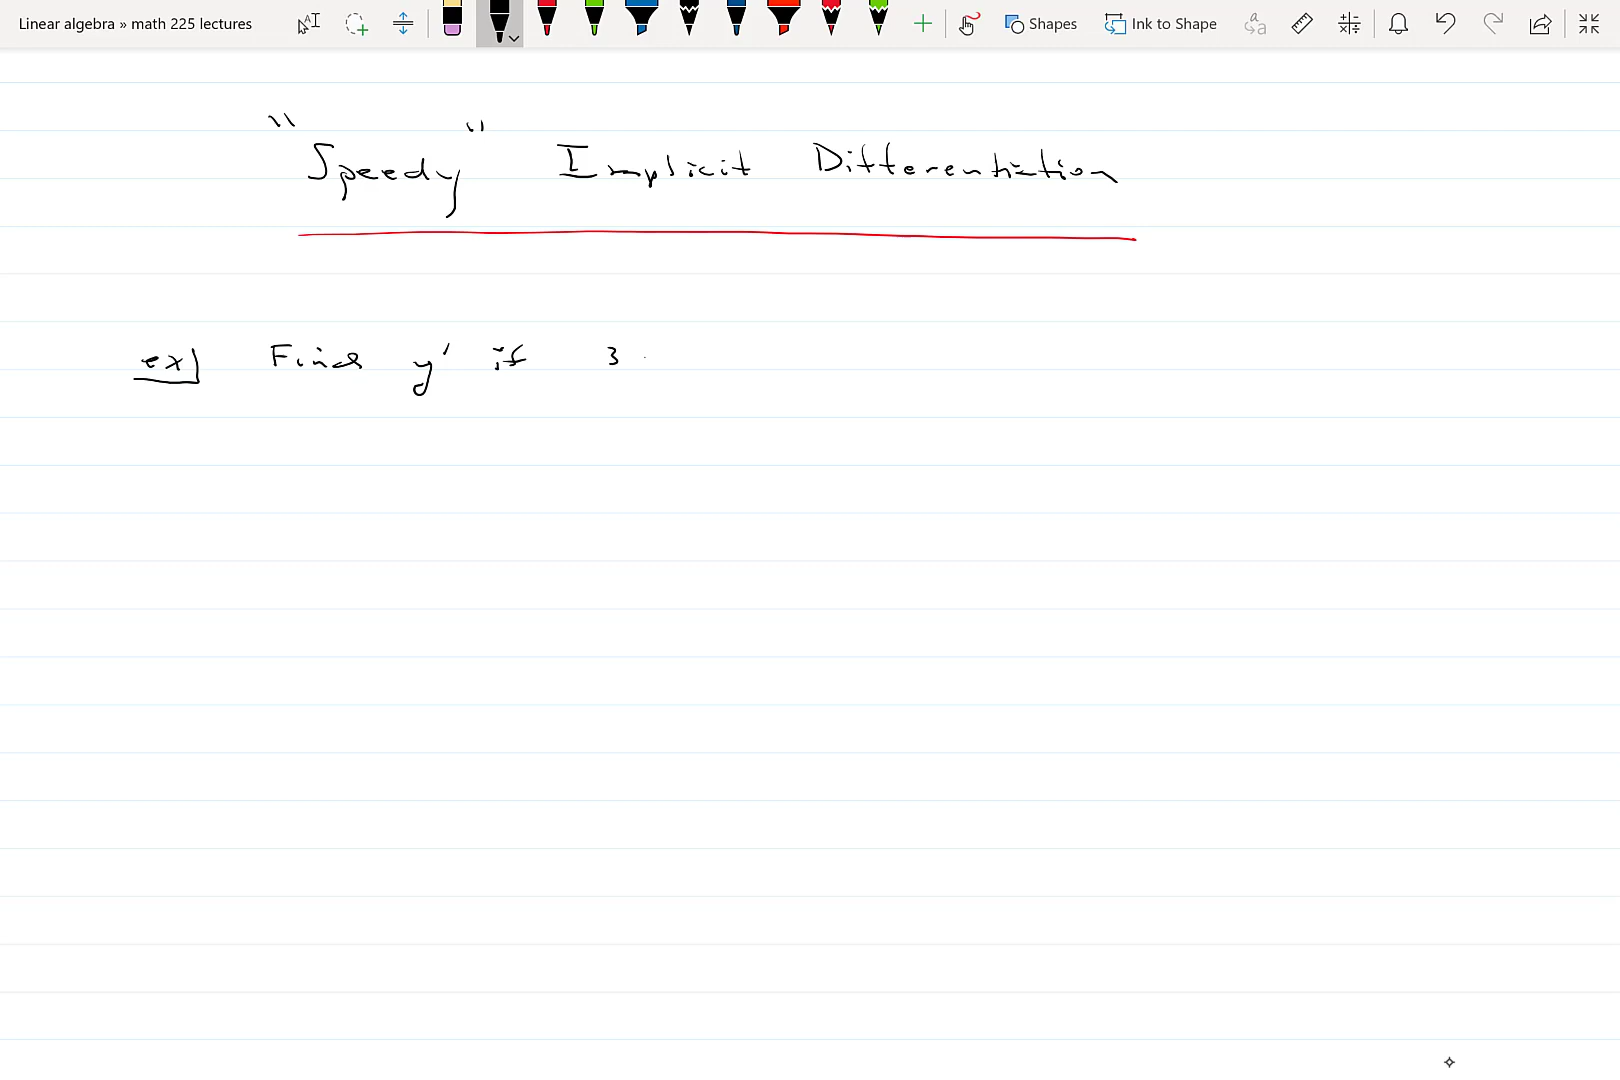 Linear algebra » math 225 lectures Shapes Ink to Shape
"Speedy" Implicit Differentiation
ex) Find y' if 3